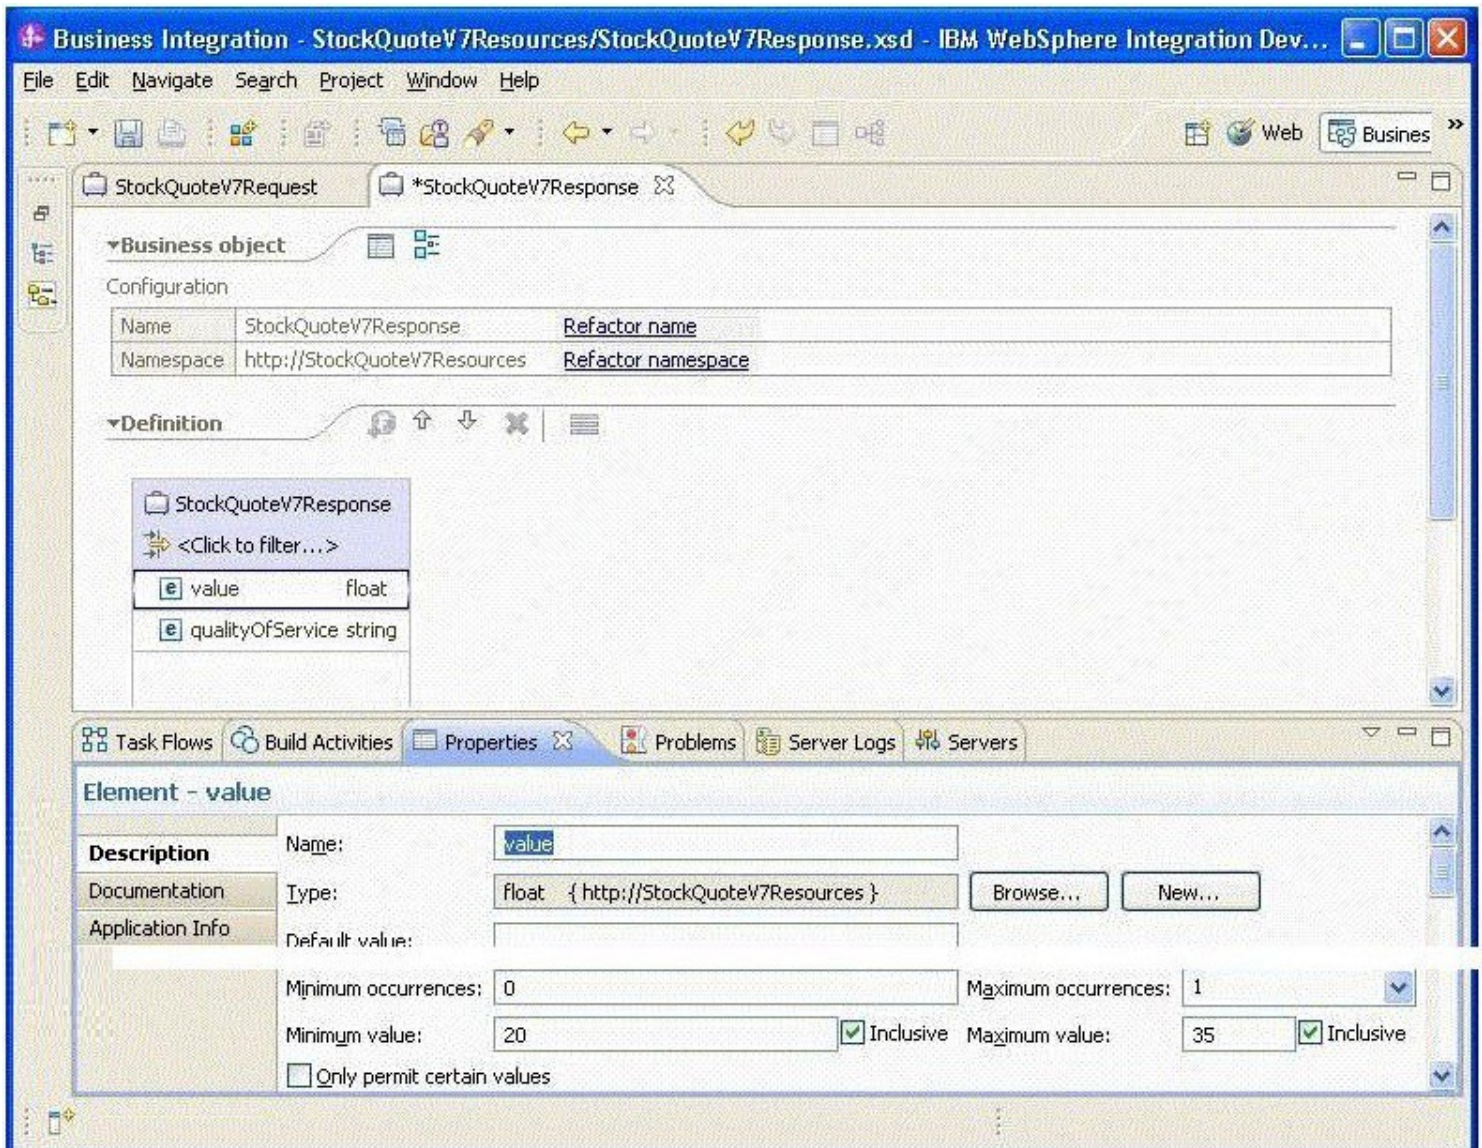 Business Integration - StockQuoteV7Resources/StockQuoteV7Response.xsd - IBM WebSphere Integration Dev...
File Edit Navigate Search Project Window Help
Web Busines »
StockQuoteV7Request *StockQuoteV7Response
Business object
Configuration
Name StockQuoteV7Response Refactor name
Namespace http://StockQuoteV7Resources Refactor namespace
Definition
StockQuoteV7Response
<Click to filter...>
e value float
e qualityOfService string
Task Flows Build Activities Properties Problems Server Logs Servers
Element - value
Description Name: value
Documentation Type: float { http://StockQuoteV7Resources } Browse... New...
Application Info Default value:
Minimum occurrences: 0 Maximum occurrences: 1
Minimum value: 20 Inclusive Maximum value: 35 Inclusive
Only permit certain values